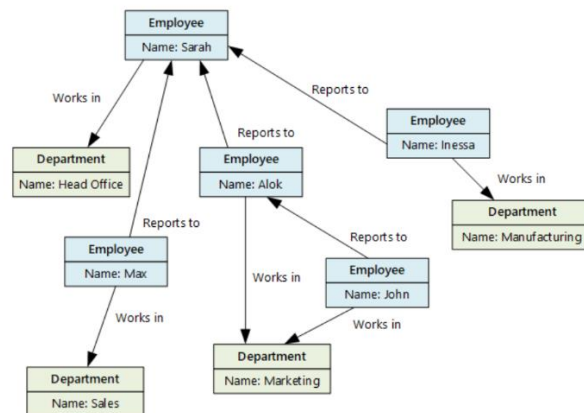 Employee
Name: Sarah
Works in
Reports to
Employee
Name: Inessa
Reports to
Department
Name: Head Office
Employee
Name: Alok
Works in
Department
Name: Manufacturing
Reports to
Employee
Name: Max
Reports to
Employee
Name: John
Works in
Works in
Works in
Department
Name: Marketing
Department
Name: Sales